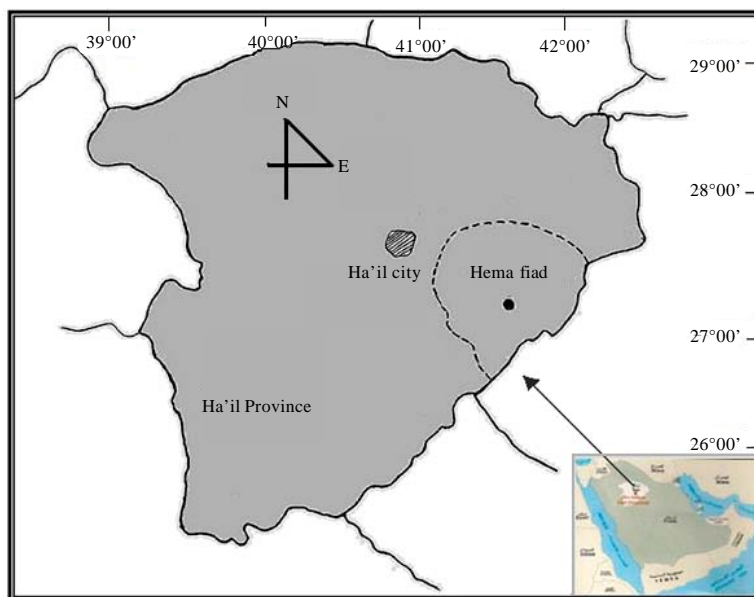 39°00’
40°00’
41°00’
42°00’
29°00’
N
E
28°00’
Ha’il city
Hema fiad
27°00’
Ha’il Province
26°00’
YEMEN